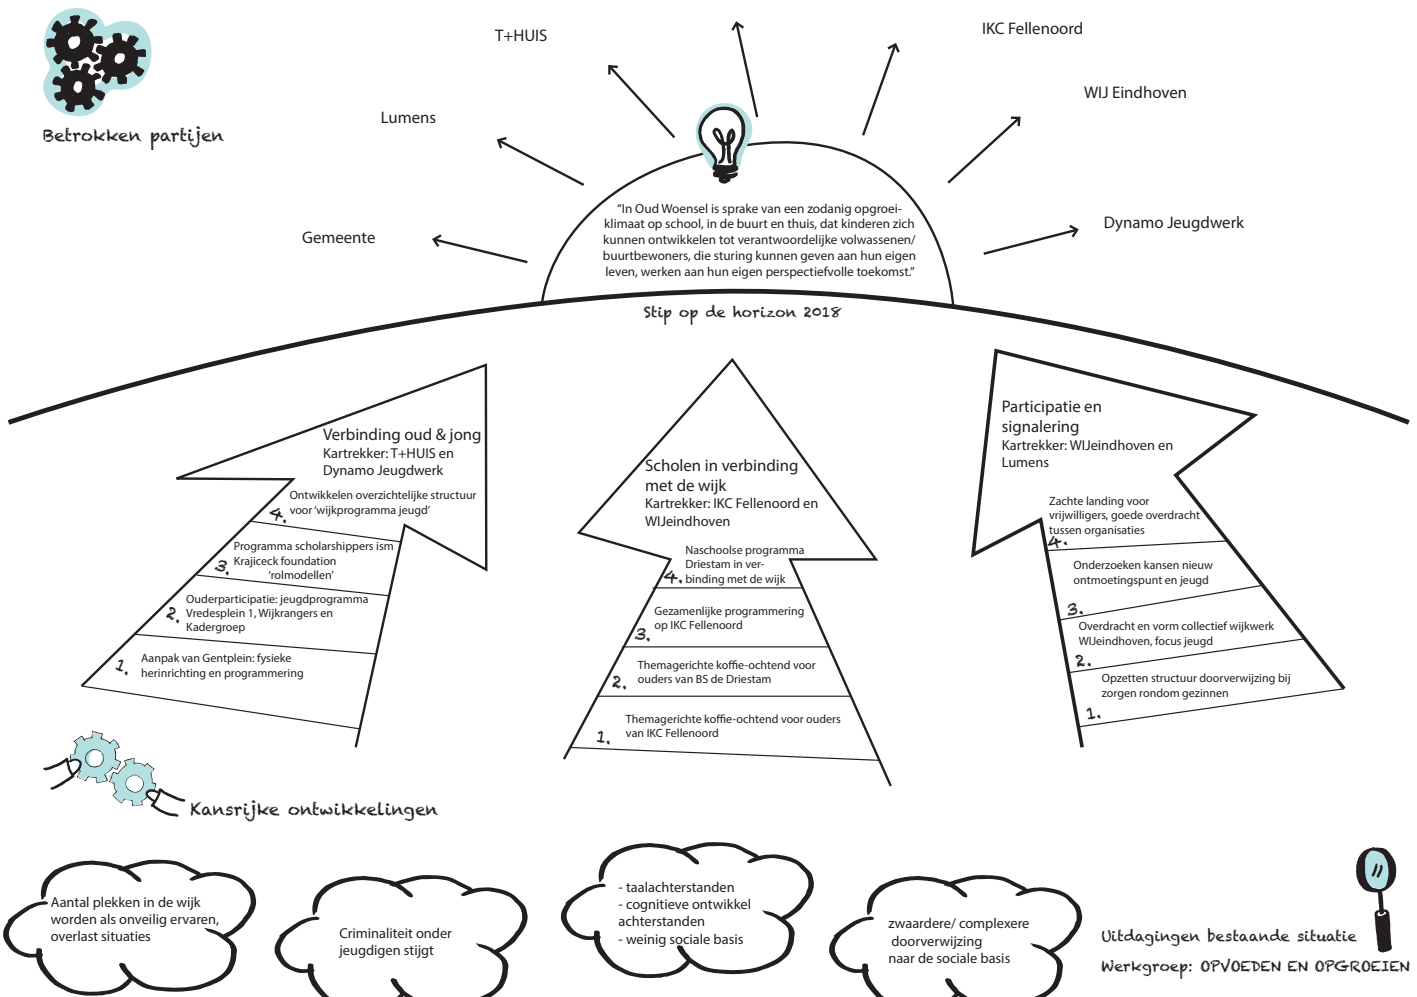 T+HUIS
IKC Fellenoord
WIJ Eindhoven
Lumens
Betrokken partijen
Gemeente
Dynamo Jeugdwerk
“In Oud Woensel is sprake van een zodanig opgroei-
klimaat op school, in de buurt en thuis, dat kinderen zich
kunnen ontwikkelen tot verantwoordelijke volwassenen/
buurtbewoners, die sturing kunnen geven aan hun eigen
leven, werken aan hun eigen perspectiefvolle toekomst.”
Stip op de horizon 2018
Verbinding oud & jong
Kartrekker: T+HUIS en
Dynamo Jeugdwerk
4. Ontwikkelen overzichtelijke structuur
voor ‘wijkprogramma jeugd’
3. Programma scholarshippers ism
Krajiceck foundation
‘rolmodellen’
2. Ouderparticipatie: jeugdprogramma
Vredesplein 1, Wijkrangers en
Kadergroep
1. Aanpak van Gentplein: fysieke
herinrichting en programmering
Scholen in verbinding
met de wijk
Kartrekker: IKC Fellenoord en
WIJeindhoven
4. Naschoolse programma
Driestam in ver-
binding met de wijk
3. Gezamenlijke programmering
op IKC Fellenoord
2. Themagerichte koffie-ochtend voor
ouders van BS de Driestam
1. Themagerichte koffie-ochtend voor ouders
van IKC Fellenoord
Participatie en
signalering
Kartrekker: WIJeindhoven en
Lumens
4. Zachte landing voor
vrijwilligers, goede overdracht
tussen organisaties
3. Onderzoeken kansen nieuw
ontmoetingspunt en jeugd
2. Overdracht en vorm collectief wijkwerk
WIJeindhoven, focus jeugd
1. Opzetten structuur doorverwijzing bij
zorgen rondom gezinnen
Kansrijke ontwikkelingen
Aantal plekken in de wijk
worden als onveilig ervaren,
overlast situaties
Criminaliteit onder
jeugdigen stijgt
- taalachterstanden
- cognitieve ontwikkel
achterstanden
- weinig sociale basis
zwaardere/ complexere
doorverwijzing
naar de sociale basis
Uitdagingen bestaande situatie
Werkgroep: OPVOEDEN EN OPGROEIEN